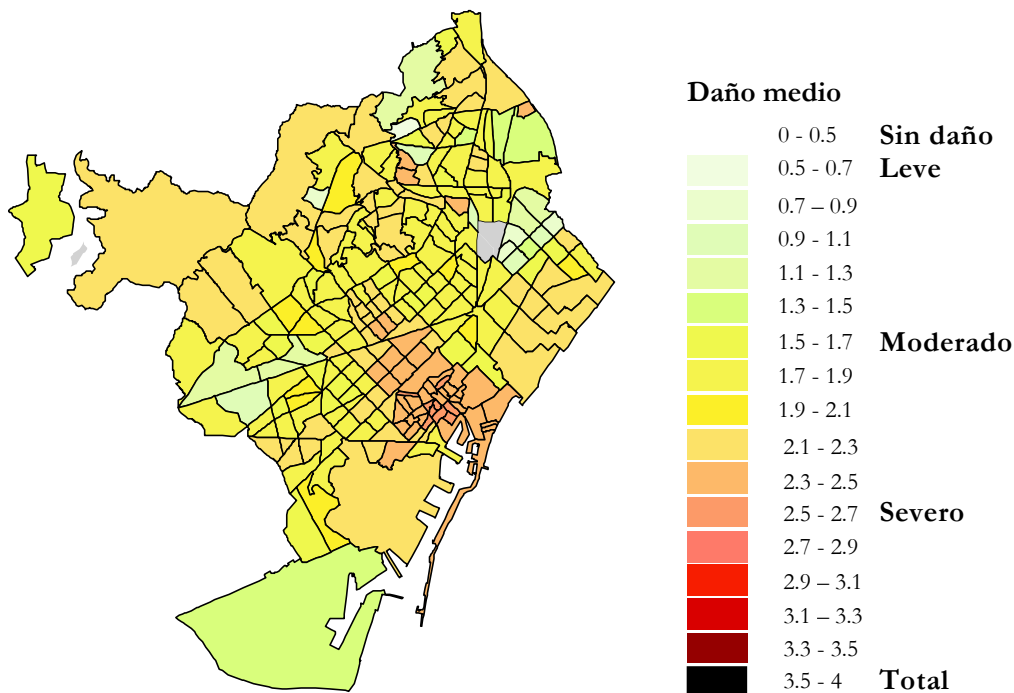 Daño medio
0 - 0.5 Sin daño
0.5 - 0.7 Leve
0.7 – 0.9
0.9 - 1.1
1.1 - 1.3
1.3 - 1.5
1.5 - 1.7 Moderado
1.7 - 1.9
1.9 - 2.1
2.1 - 2.3
2.3 - 2.5
2.5 - 2.7 Severo
2.7 - 2.9
2.9 – 3.1
3.1 – 3.3
3.3 - 3.5
3.5 - 4 Total